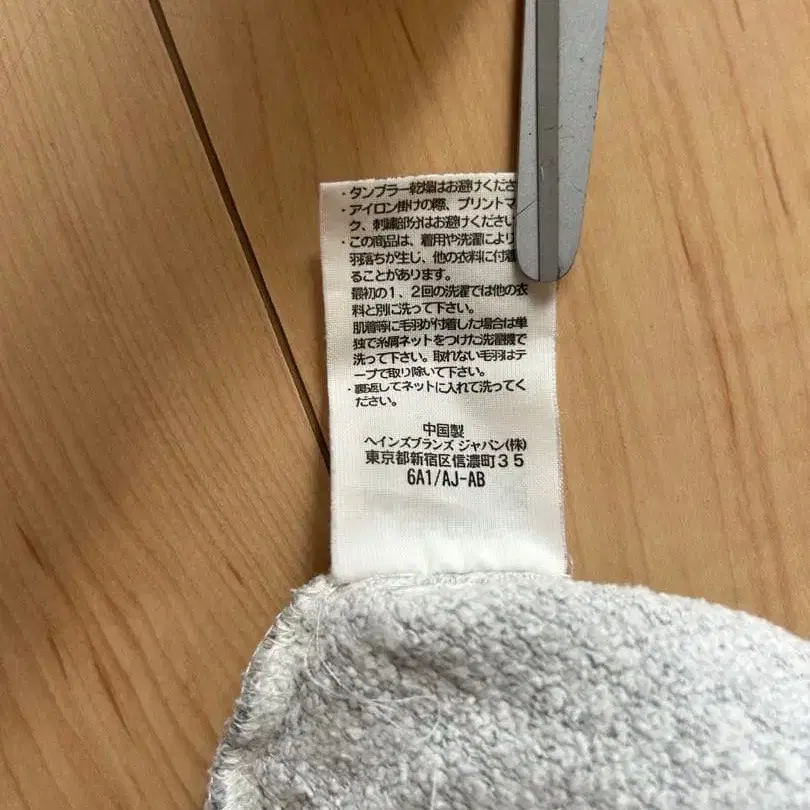 ・タンブラー乾燥はお避けくださ
・アイロン掛けの際、プリントマ
ク、刺繍部分はお避けください
・この商品は、着用や洗濯により
羽落ちが生じ、他の衣料に付着
ることがあります。
最初の1、2回の洗濯では他の衣
料と別に洗って下さい。
肌着等に毛羽が付着した場合は単
独で糸屑ネットをつけた洗濯機で
洗って下さい。取れない毛羽はテ
ープで取り除いて下さい。
・裏返してネットに入れて洗ってく
ださい。
中国製
ヘインズブランズ ジャパン(株)
東京都新宿区信濃町35
6A1/AJ-AB